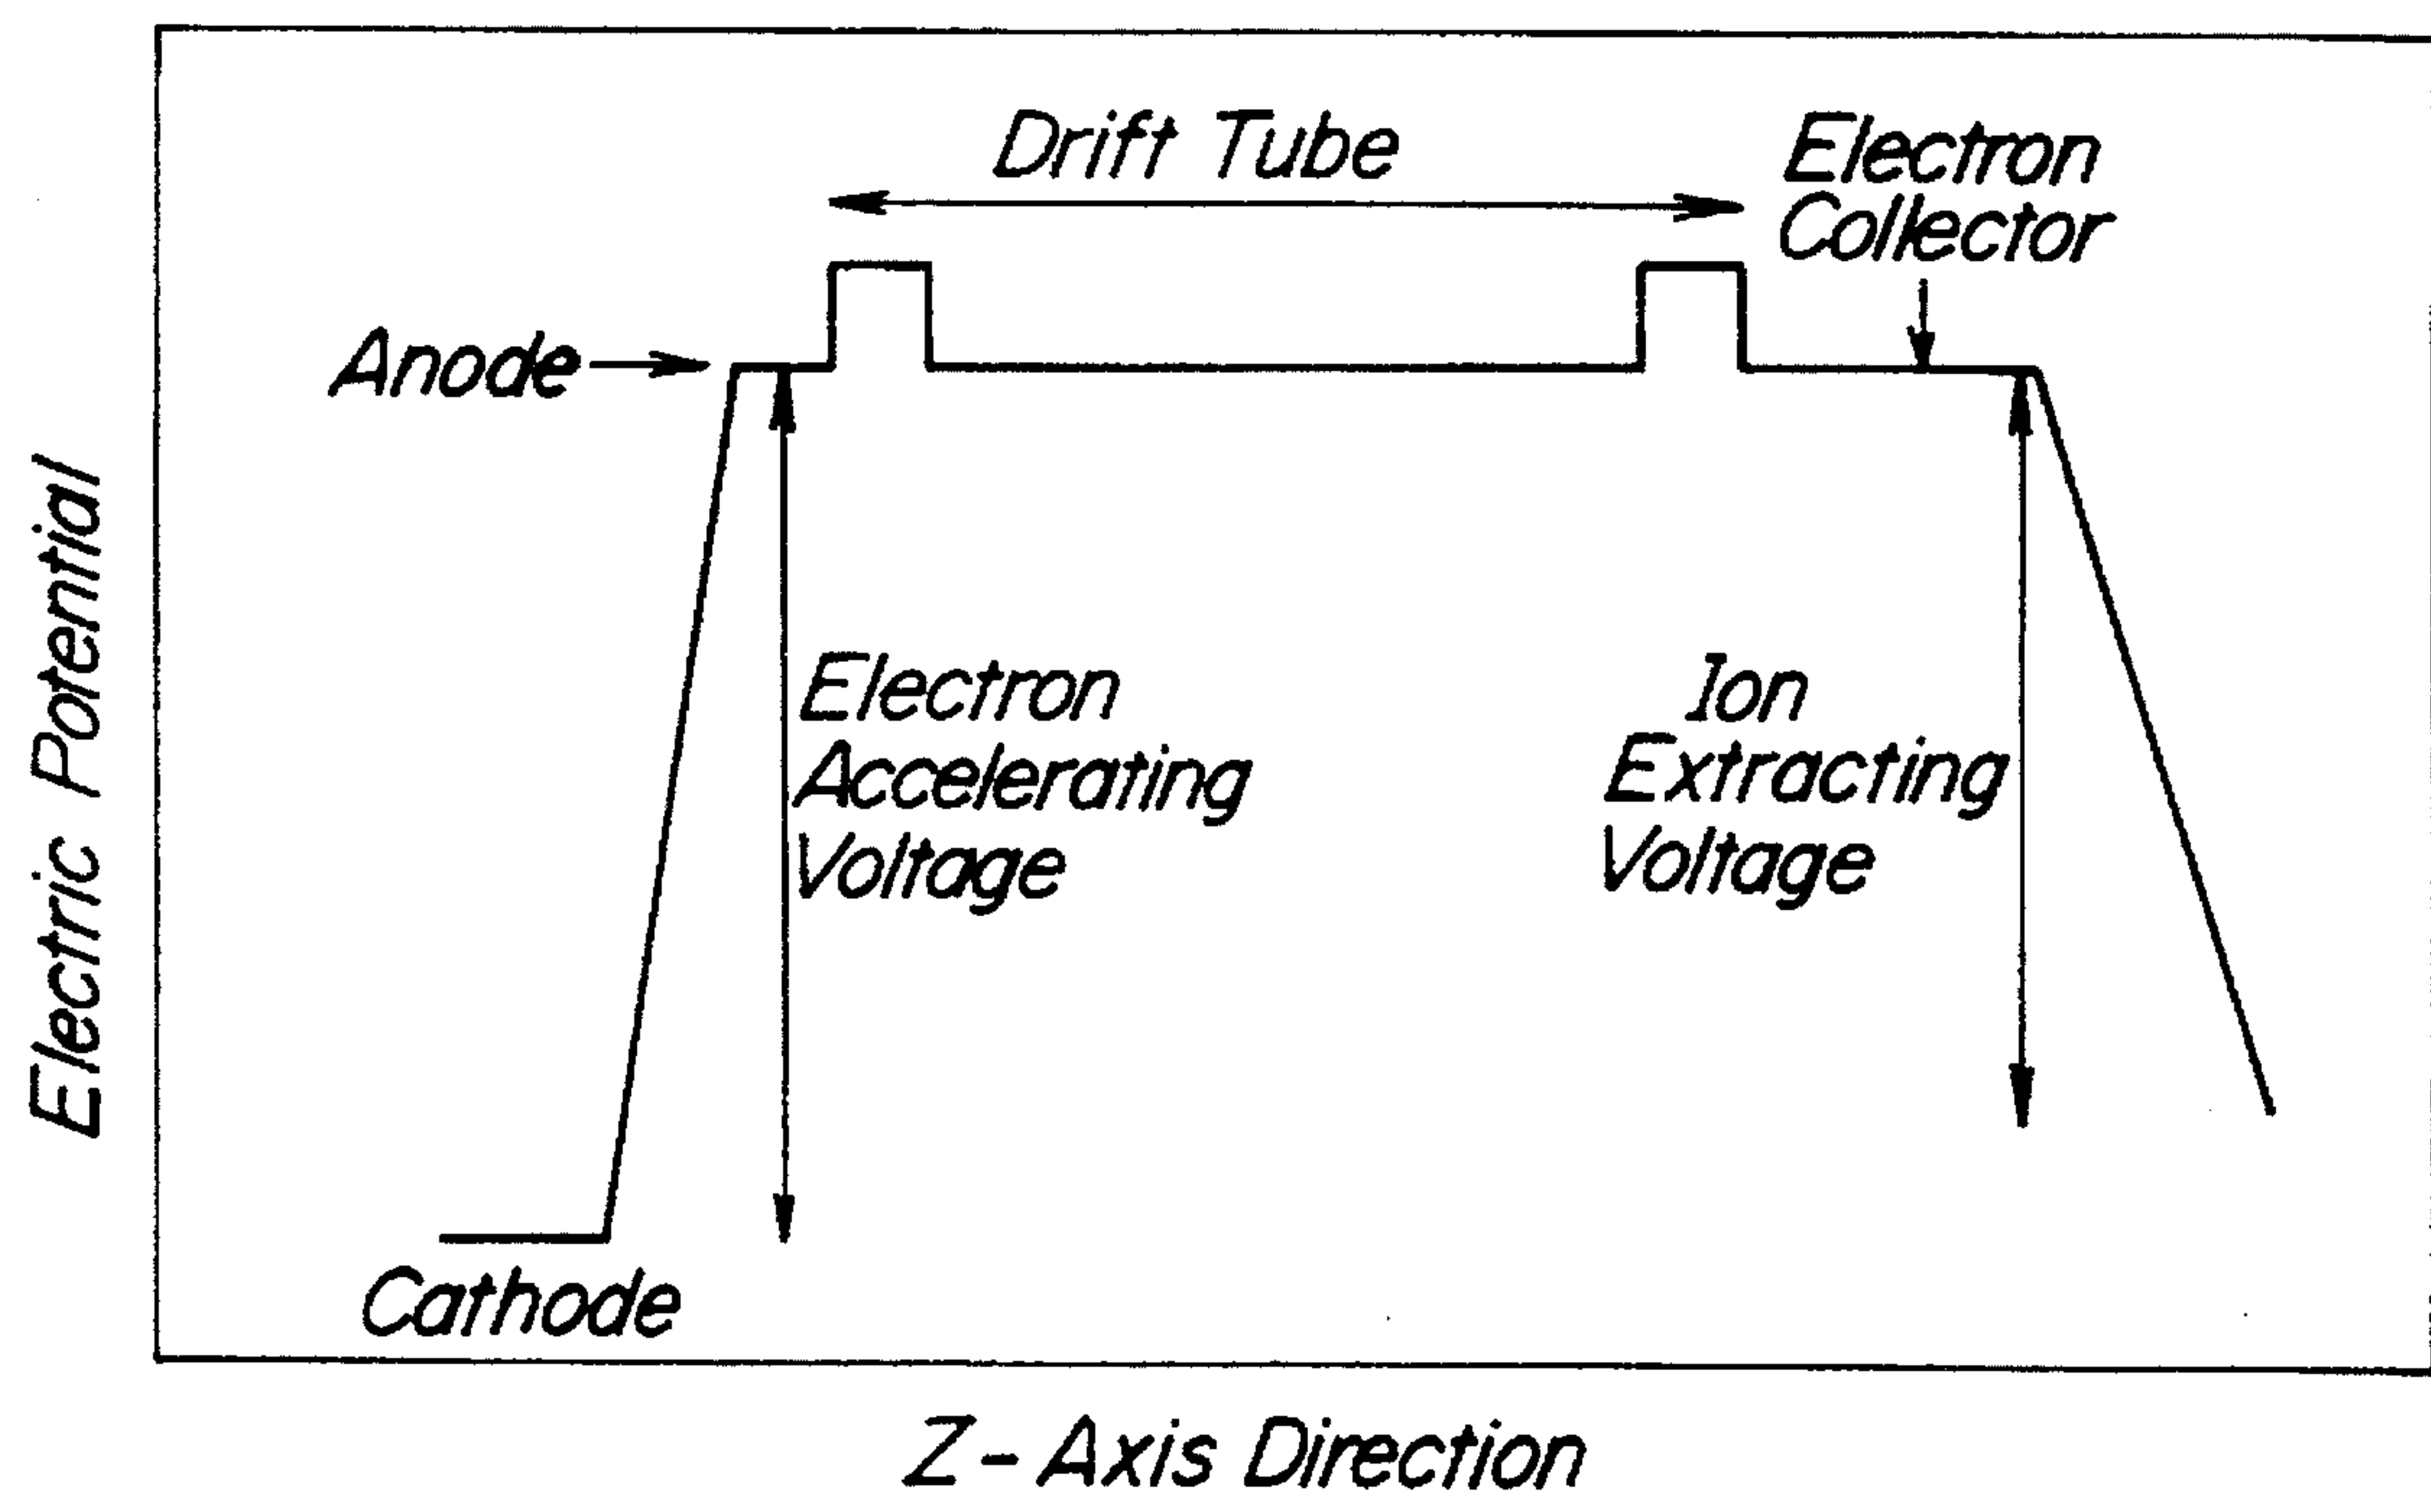 Drift Tube
Electron
Collector
Anode
Electric Potential
Electron
Accelerating
Voltage
Ion
Extracting
Voltage
Cathode
Z-Axis Direction